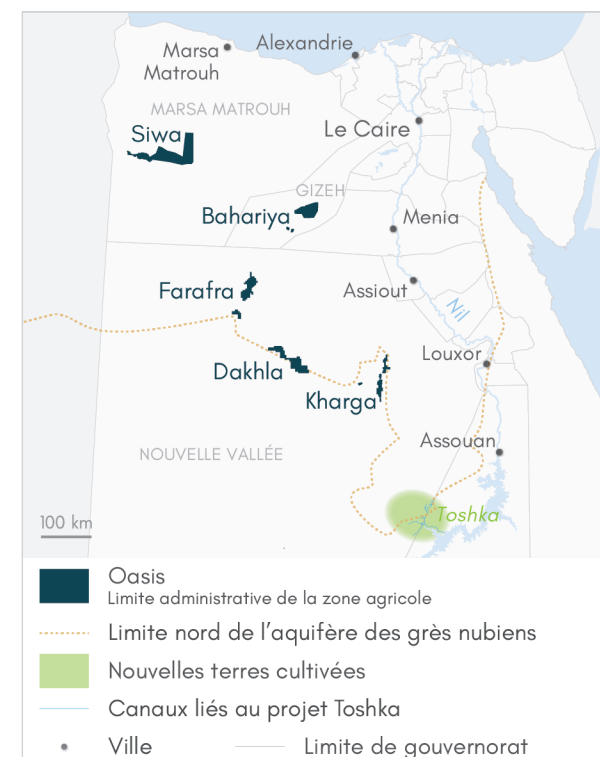 Alexandrie
Marsa
Matrouh
MARSA MATROUH
Siwa
Le Caire
GIZEH
Bahariya
Menia
Farafra
Assiout
Nil
Louxor
Dakhla
Kharga
Assouan
NOUVELLE VALLÉE
Toshka
100 km
Oasis
Limite administrative de la zone agricole
Limite nord de l'aquifère des grès nubiens
Nouvelles terres cultivées
Canaux liés au projet Toshka
Ville
Limite de gouvernorat